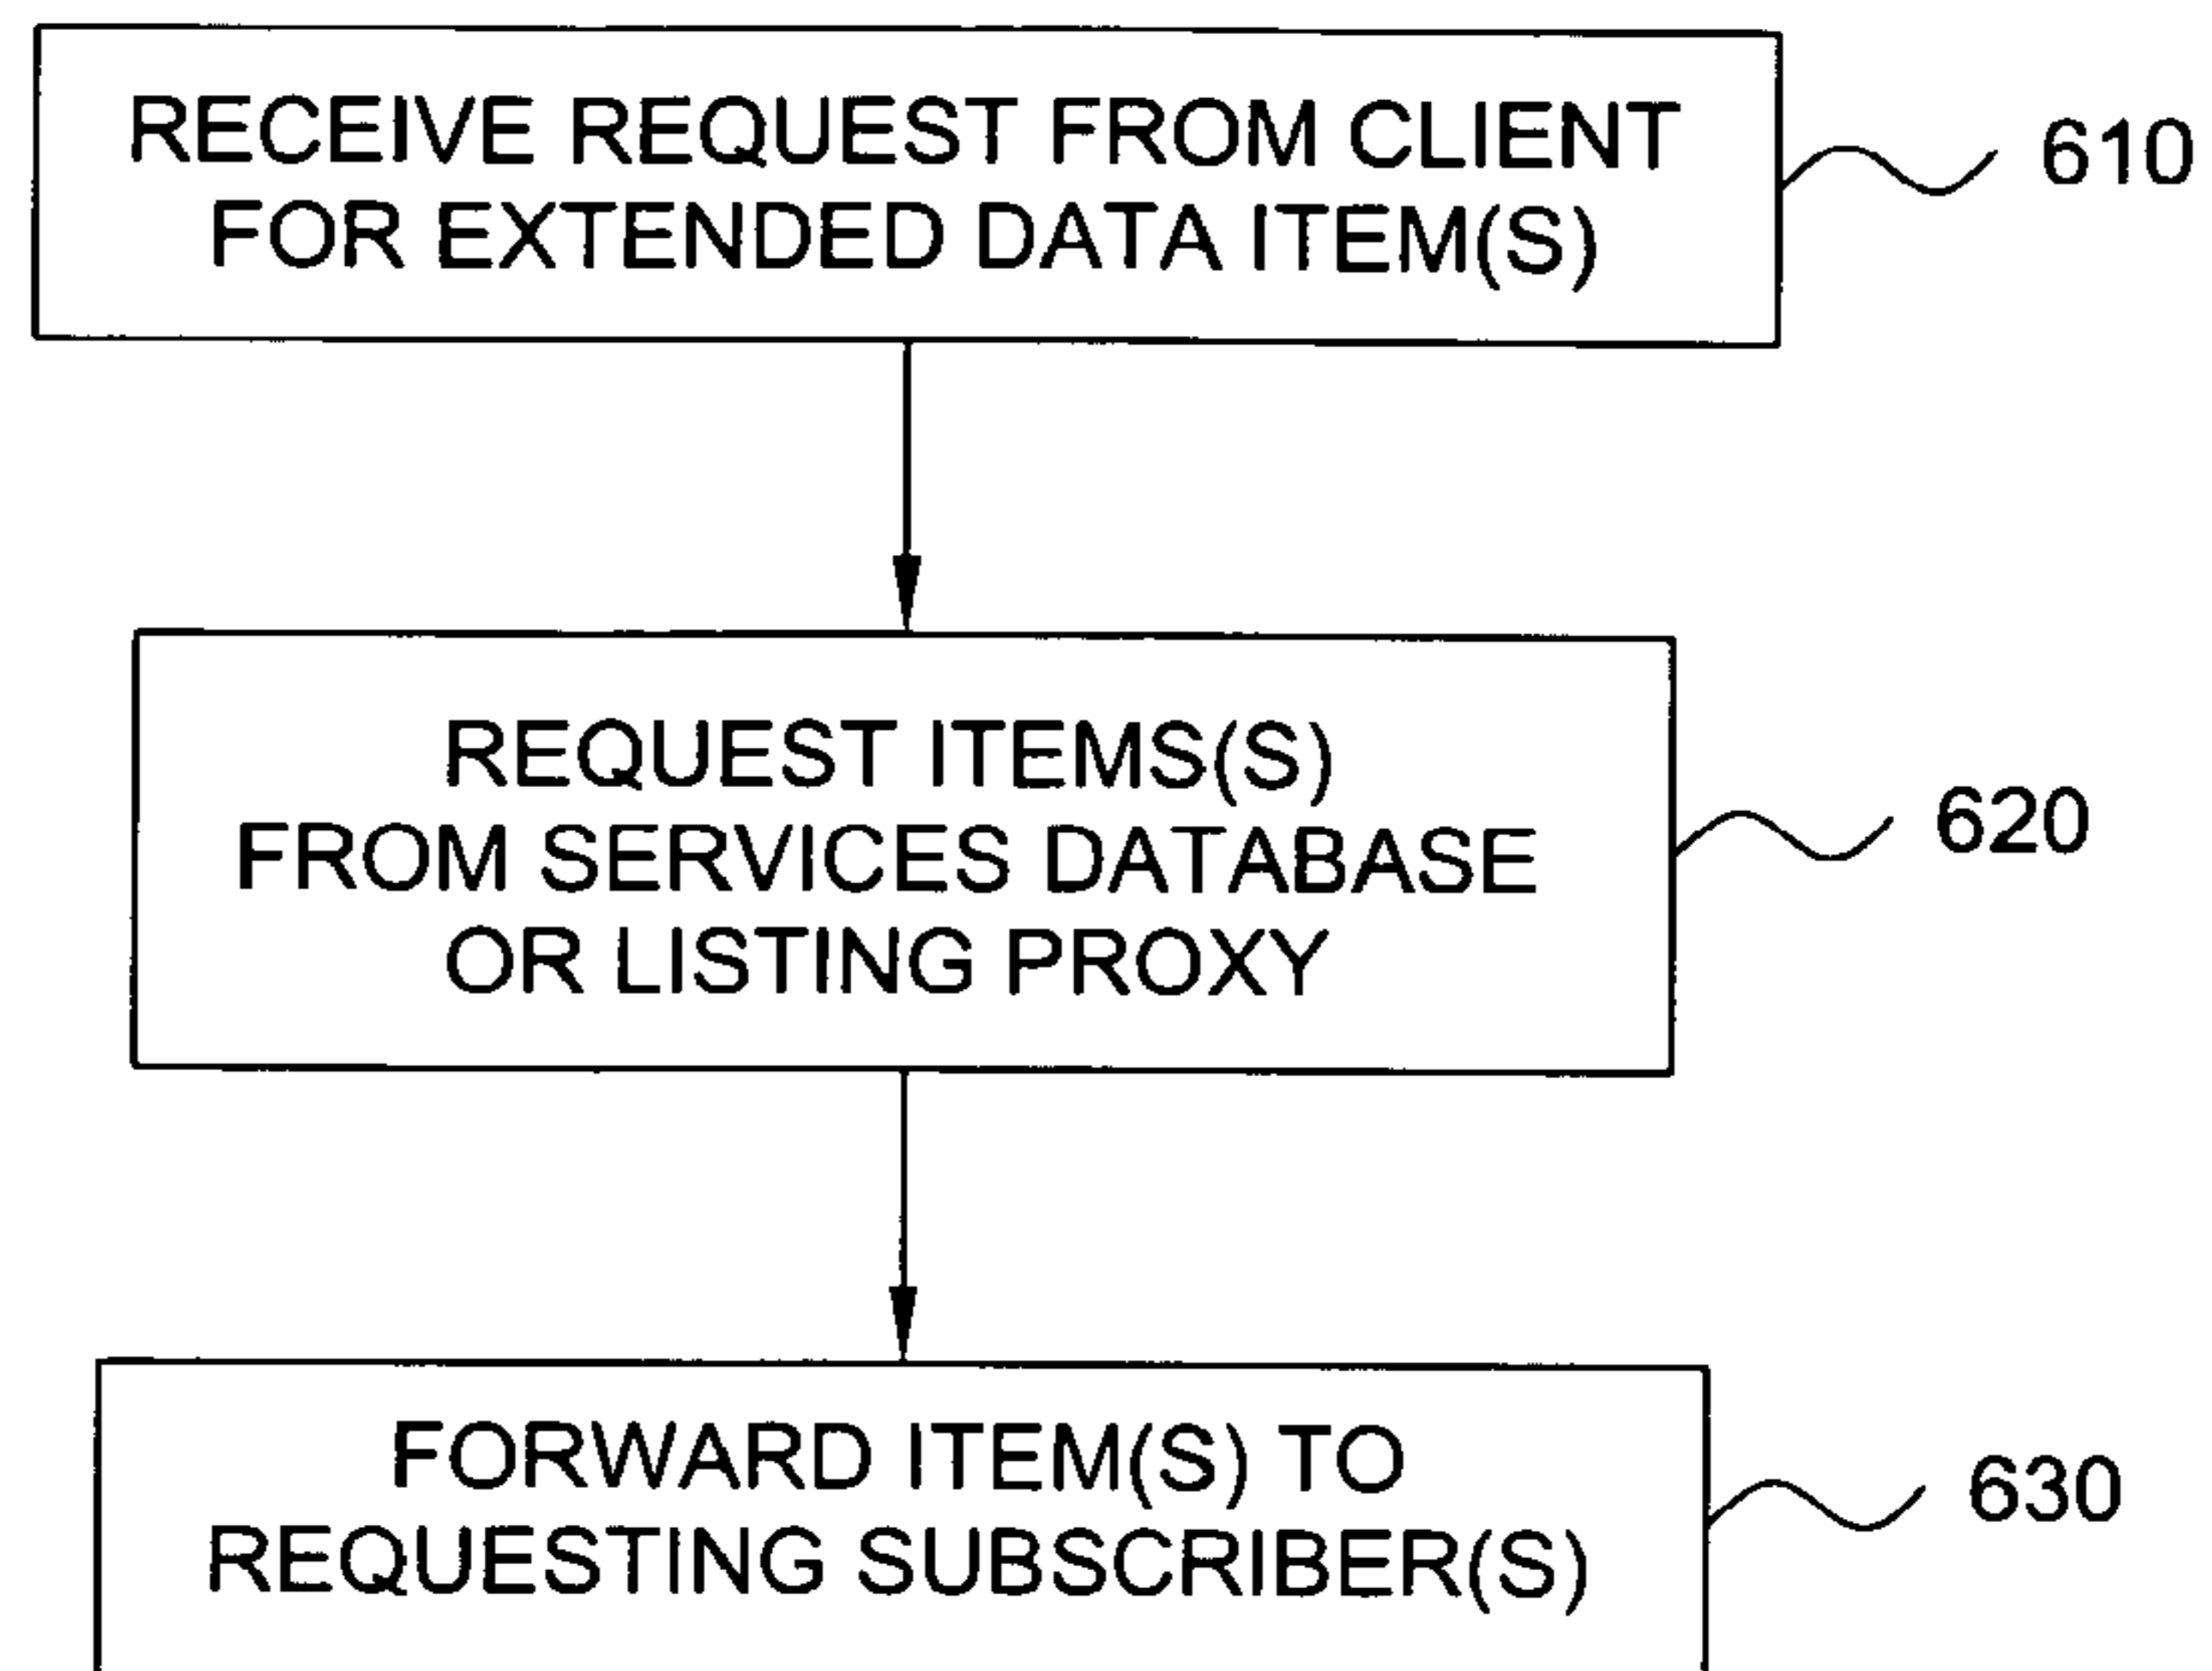 RECEIVE REQUEST FROM CLIENT
FOR EXTENDED DATA ITEM(S)
610
REQUEST ITEMS(S)
FROM SERVICES DATABASE
OR LISTING PROXY
620
FORWARD ITEM(S) TO
REQUESTING SUBSCRIBER(S)
630